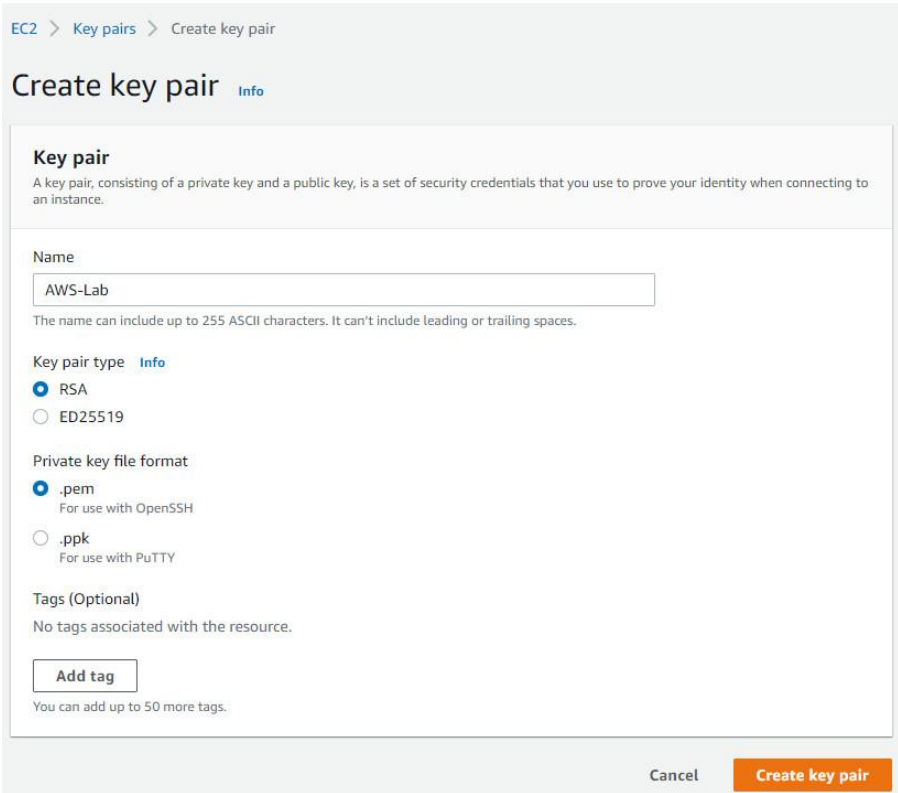 EC2 > Key pairs > Create key pair
Create key pair Info
Key pair
A key pair, consisting of a private key and a public key, is a set of security credentials that you use to prove your identity when connecting to
an instance.
Name
AWS-Lab
The name can include up to 255 ASCII characters. It can't include leading or trailing spaces.
Key pair type Info
RSA
ED25519
Private key file format
.pem
For use with OpenSSH
.ppk
For use with PuTTY
Tags (Optional)
No tags associated with the resource.
Add tag
You can add up to 50 more tags.
Cancel Create key pair